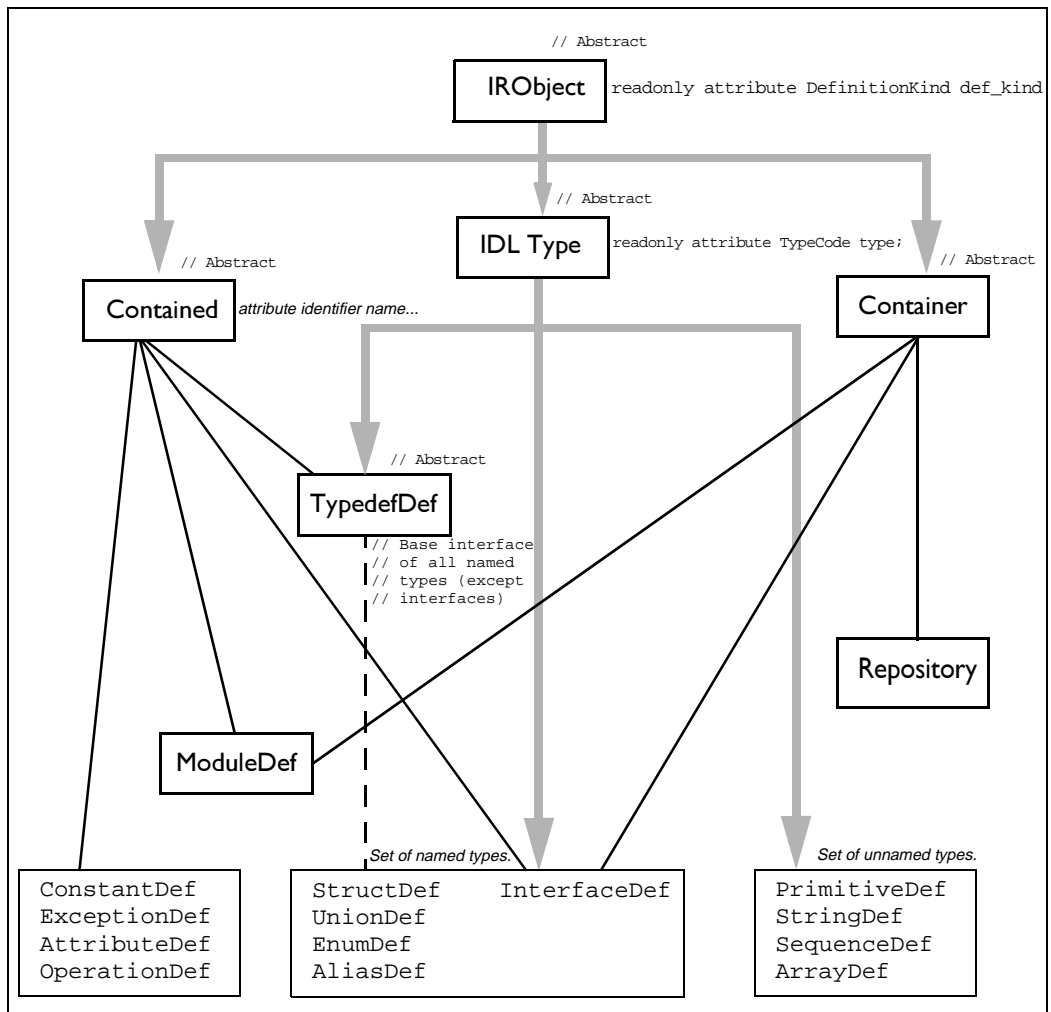 // Abstract
IRObject
readonly attribute DefinitionKind def_kind
// Abstract
IDL Type
readonly attribute TypeCode type;
// Abstract
Contained
attribute identifier name...
// Abstract
Container
// Abstract
TypedefDef
// Base interface
// of all named
// types (except
// interfaces)
Repository
ModuleDef
Set of named types.
Set of unnamed types.
ConstantDef
ExceptionDef
AttributeDef
OperationDef
StructDef InterfaceDef
UnionDef
EnumDef
AliasDef
PrimitiveDef
StringDef
SequenceDef
ArrayDef